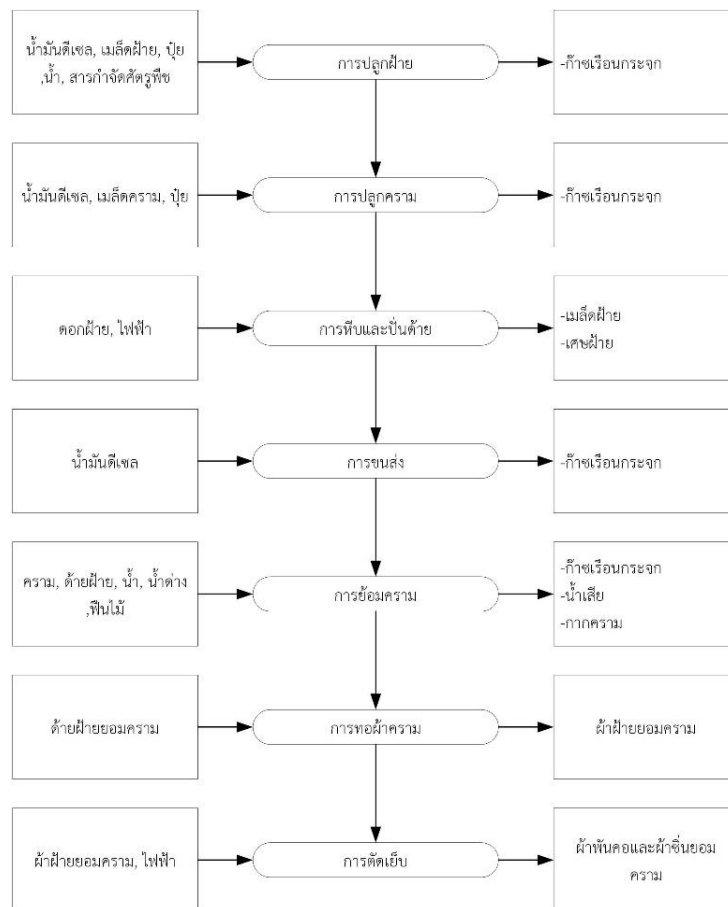 น้ำมันดีเซล, เมล็ดฝ้าย, ปุ๋ย
,น้ำ, สารกำจัดศัตรูพืช
การปลูกฝ้าย
-ก๊าซเรือนกระจก
น้ำมันดีเซล, เมล็ดคราม, ปุ๋ย
การปลูกคราม
-ก๊าซเรือนกระจก
ดอกฝ้าย, ไฟฟ้า
การหีบและปั่นด้าย
-เมล็ดฝ้าย
-เศษฝ้าย
น้ำมันดีเซล
การขนส่ง
-ก๊าซเรือนกระจก
คราม, ด้ายฝ้าย, น้ำ, น้ำด่าง
,ฟืนไม้
การย้อมคราม
-ก๊าซเรือนกระจก
-น้ำเสีย
-กากคราม
ด้ายฝ้ายยอมคราม
การทอผ้าคราม
ผ้าฝ้ายยอมคราม
ผ้าฝ้ายยอมคราม, ไฟฟ้า
การตัดเย็บ
ผ้าพันคอและผ้าซิ่นยอม
คราม